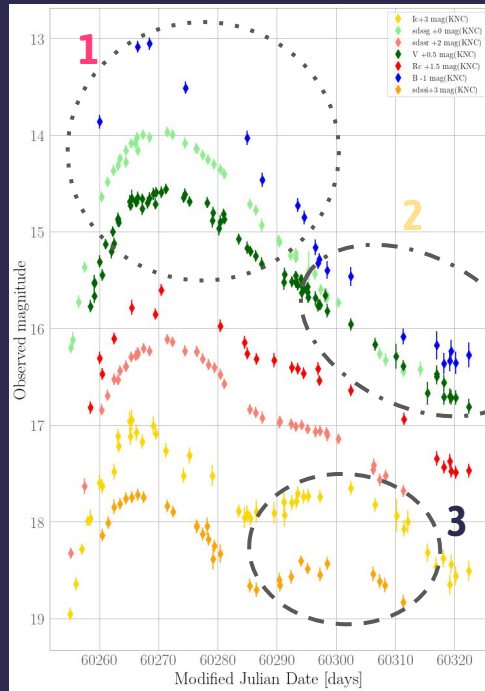 1
2
3
Ic+3 mag(KNC)
sdssg +0 mag(KNC)
sdssr +2 mag(KNC)
V +0.5 mag(KNC)
Rc +1.5 mag(KNC)
B -1 mag(KNC)
sdssi+3 mag(KNC)
Observed magnitude
13
14
15
16
17
18
19
60260
60270
60280
60290
60300
60310
60320
Modified Julian Date [days]